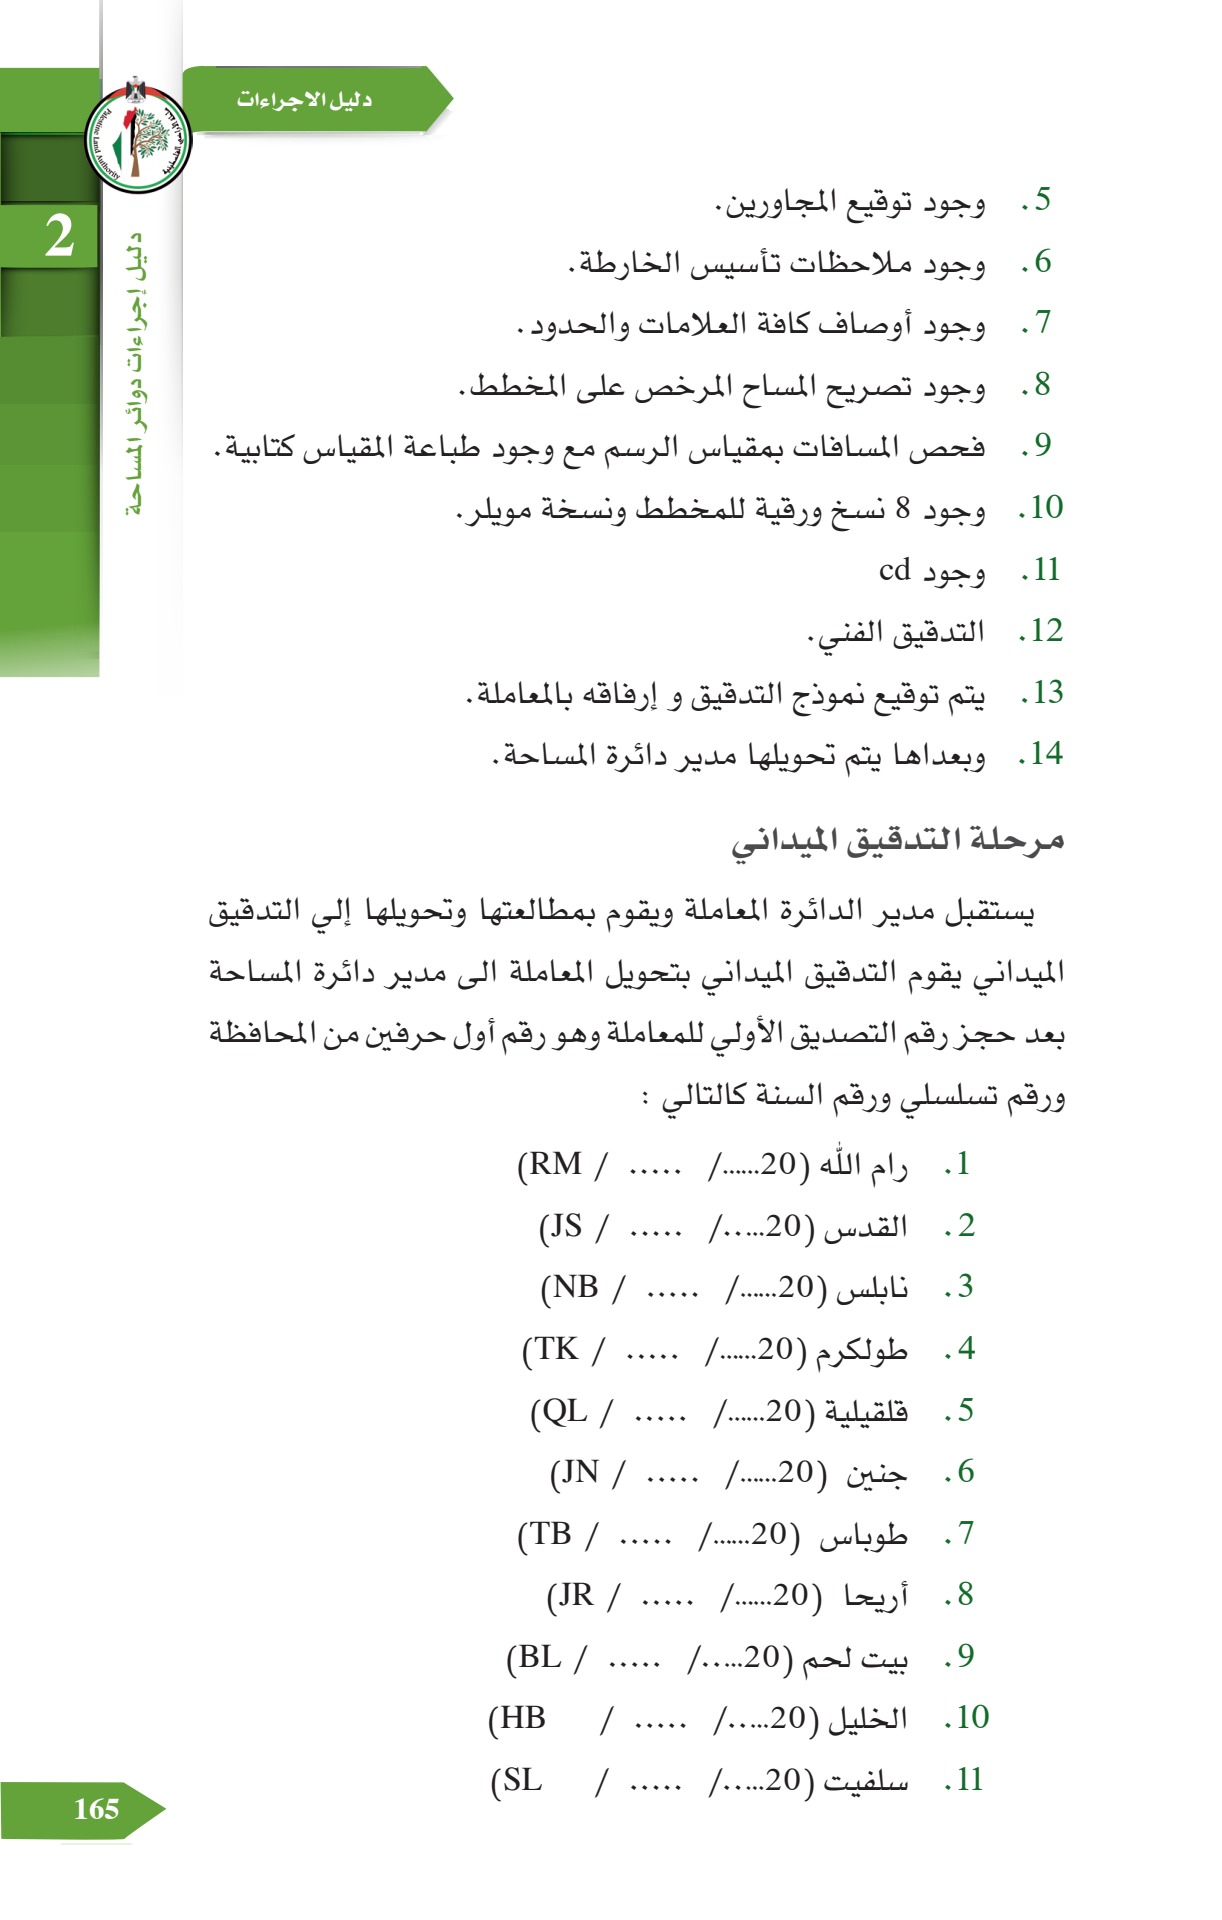 دليل الاجراءات
Palestine Land Authority
2
دليل إجراءات دوائر المساحة
5. وجود توقيع المجاورين.
6. وجود ملاحظات تأسيس الخارطة.
7. وجود أوصاف كافة العلامات والحدود.
8. وجود تصريح المساح المرخص على المخطط.
9. فحص المسافات بمقياس الرسم مع وجود طباعة المقياس كتابية.
10. وجود 8 نسخ ورقية للمخطط ونسخة مويلر.
11. وجود cd
12. التدقيق الفني.
13. يتم توقيع نموذج التدقيق و إرفاقه بالمعاملة.
14. وبعداها يتم تحويلها مدير دائرة المساحة.
مرحلة التدقيق الميداني
يستقبل مدير الدائرة المعاملة ويقوم بمطالعتها وتحويلها إلي التدقيق
الميداني يقوم التدقيق الميداني بتحويل المعاملة الى مدير دائرة المساحة
بعد حجز رقم التصديق الأولي للمعاملة وهو رقم أول حرفين من المحافظة
ورقم تسلسلي ورقم السنة كالتالي :
1. رام الله (20....../ ..... / RM)
2. القدس (20...../ ..... / JS)
3. نابلس (20....../ ..... / NB)
4. طولكرم (20....../ ..... / TK)
5. قلقيلية (20....../ ..... / QL)
6. جنين (20....../ ..... / JN)
7. طوباس (20....../ ..... / TB)
8. أريحا (20....../ ..... / JR)
9. بيت لحم (20...../ ..... / BL)
10. الخليل (20...../ ..... / HB)
11. سلفيت (20...../ ..... / SL)
165